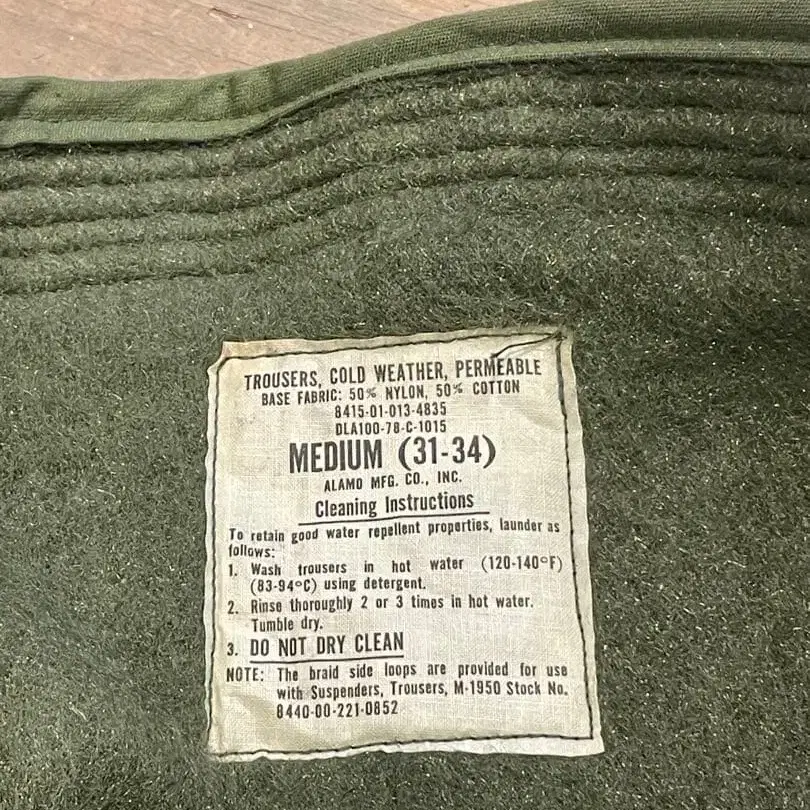 TROUSERS, COLD WEATHER, PERMEABLE
BASE FABRIC: 50% NYLON, 50% COTTON
8415-01-013-4835
DLA100-78-C-1015
MEDIUM (31-34)
ALAMO MFG. CO., INC.
Cleaning Instructions
To retain good water repellent properties, launder as
follows:
1. Wash trousers in hot water (120-140°F)
(83-94°C) using detergent.
2. Rinse thoroughly 2 or 3 times in hot water.
Tumble dry.
3. DO NOT DRY CLEAN
NOTE: The braid side loops are provided for use
with Suspenders, Trousers, M-1950 Stock No.
8440-00-221-0852